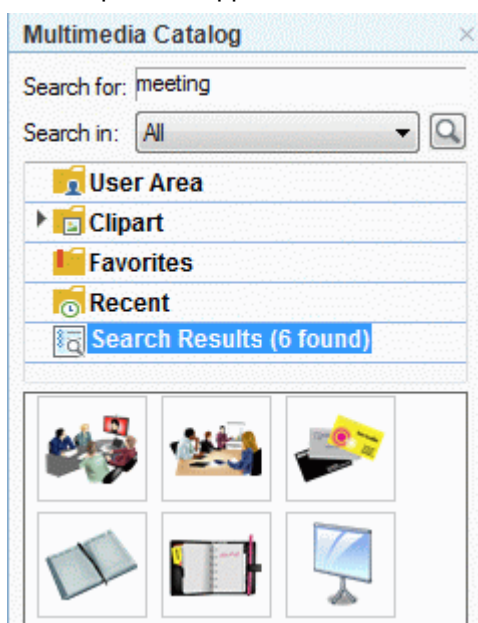 Multimedia Catalog
Search for: meeting
Search in: All
User Area
Clipart
Favorites
Recent
Search Results (6 found)